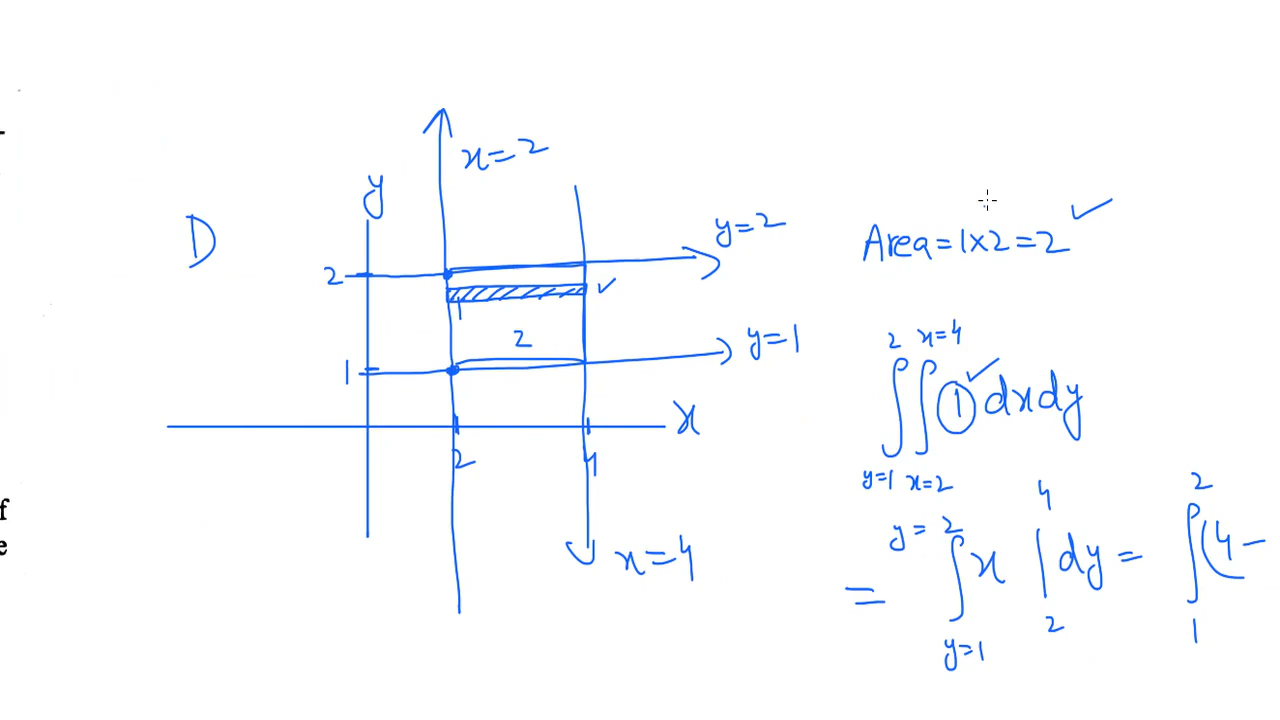 x=2
y
D
y=2
Area=1×2=2 ✓
2
1
✓
2
y=1
1
x
2
4
x=4
2 x=4
∫∫ 1 ✓ dxdy
y=1 x=2
y= 2 4 2
= ∫ x | dy = ∫ (4 −
y=1 2 1
f
e